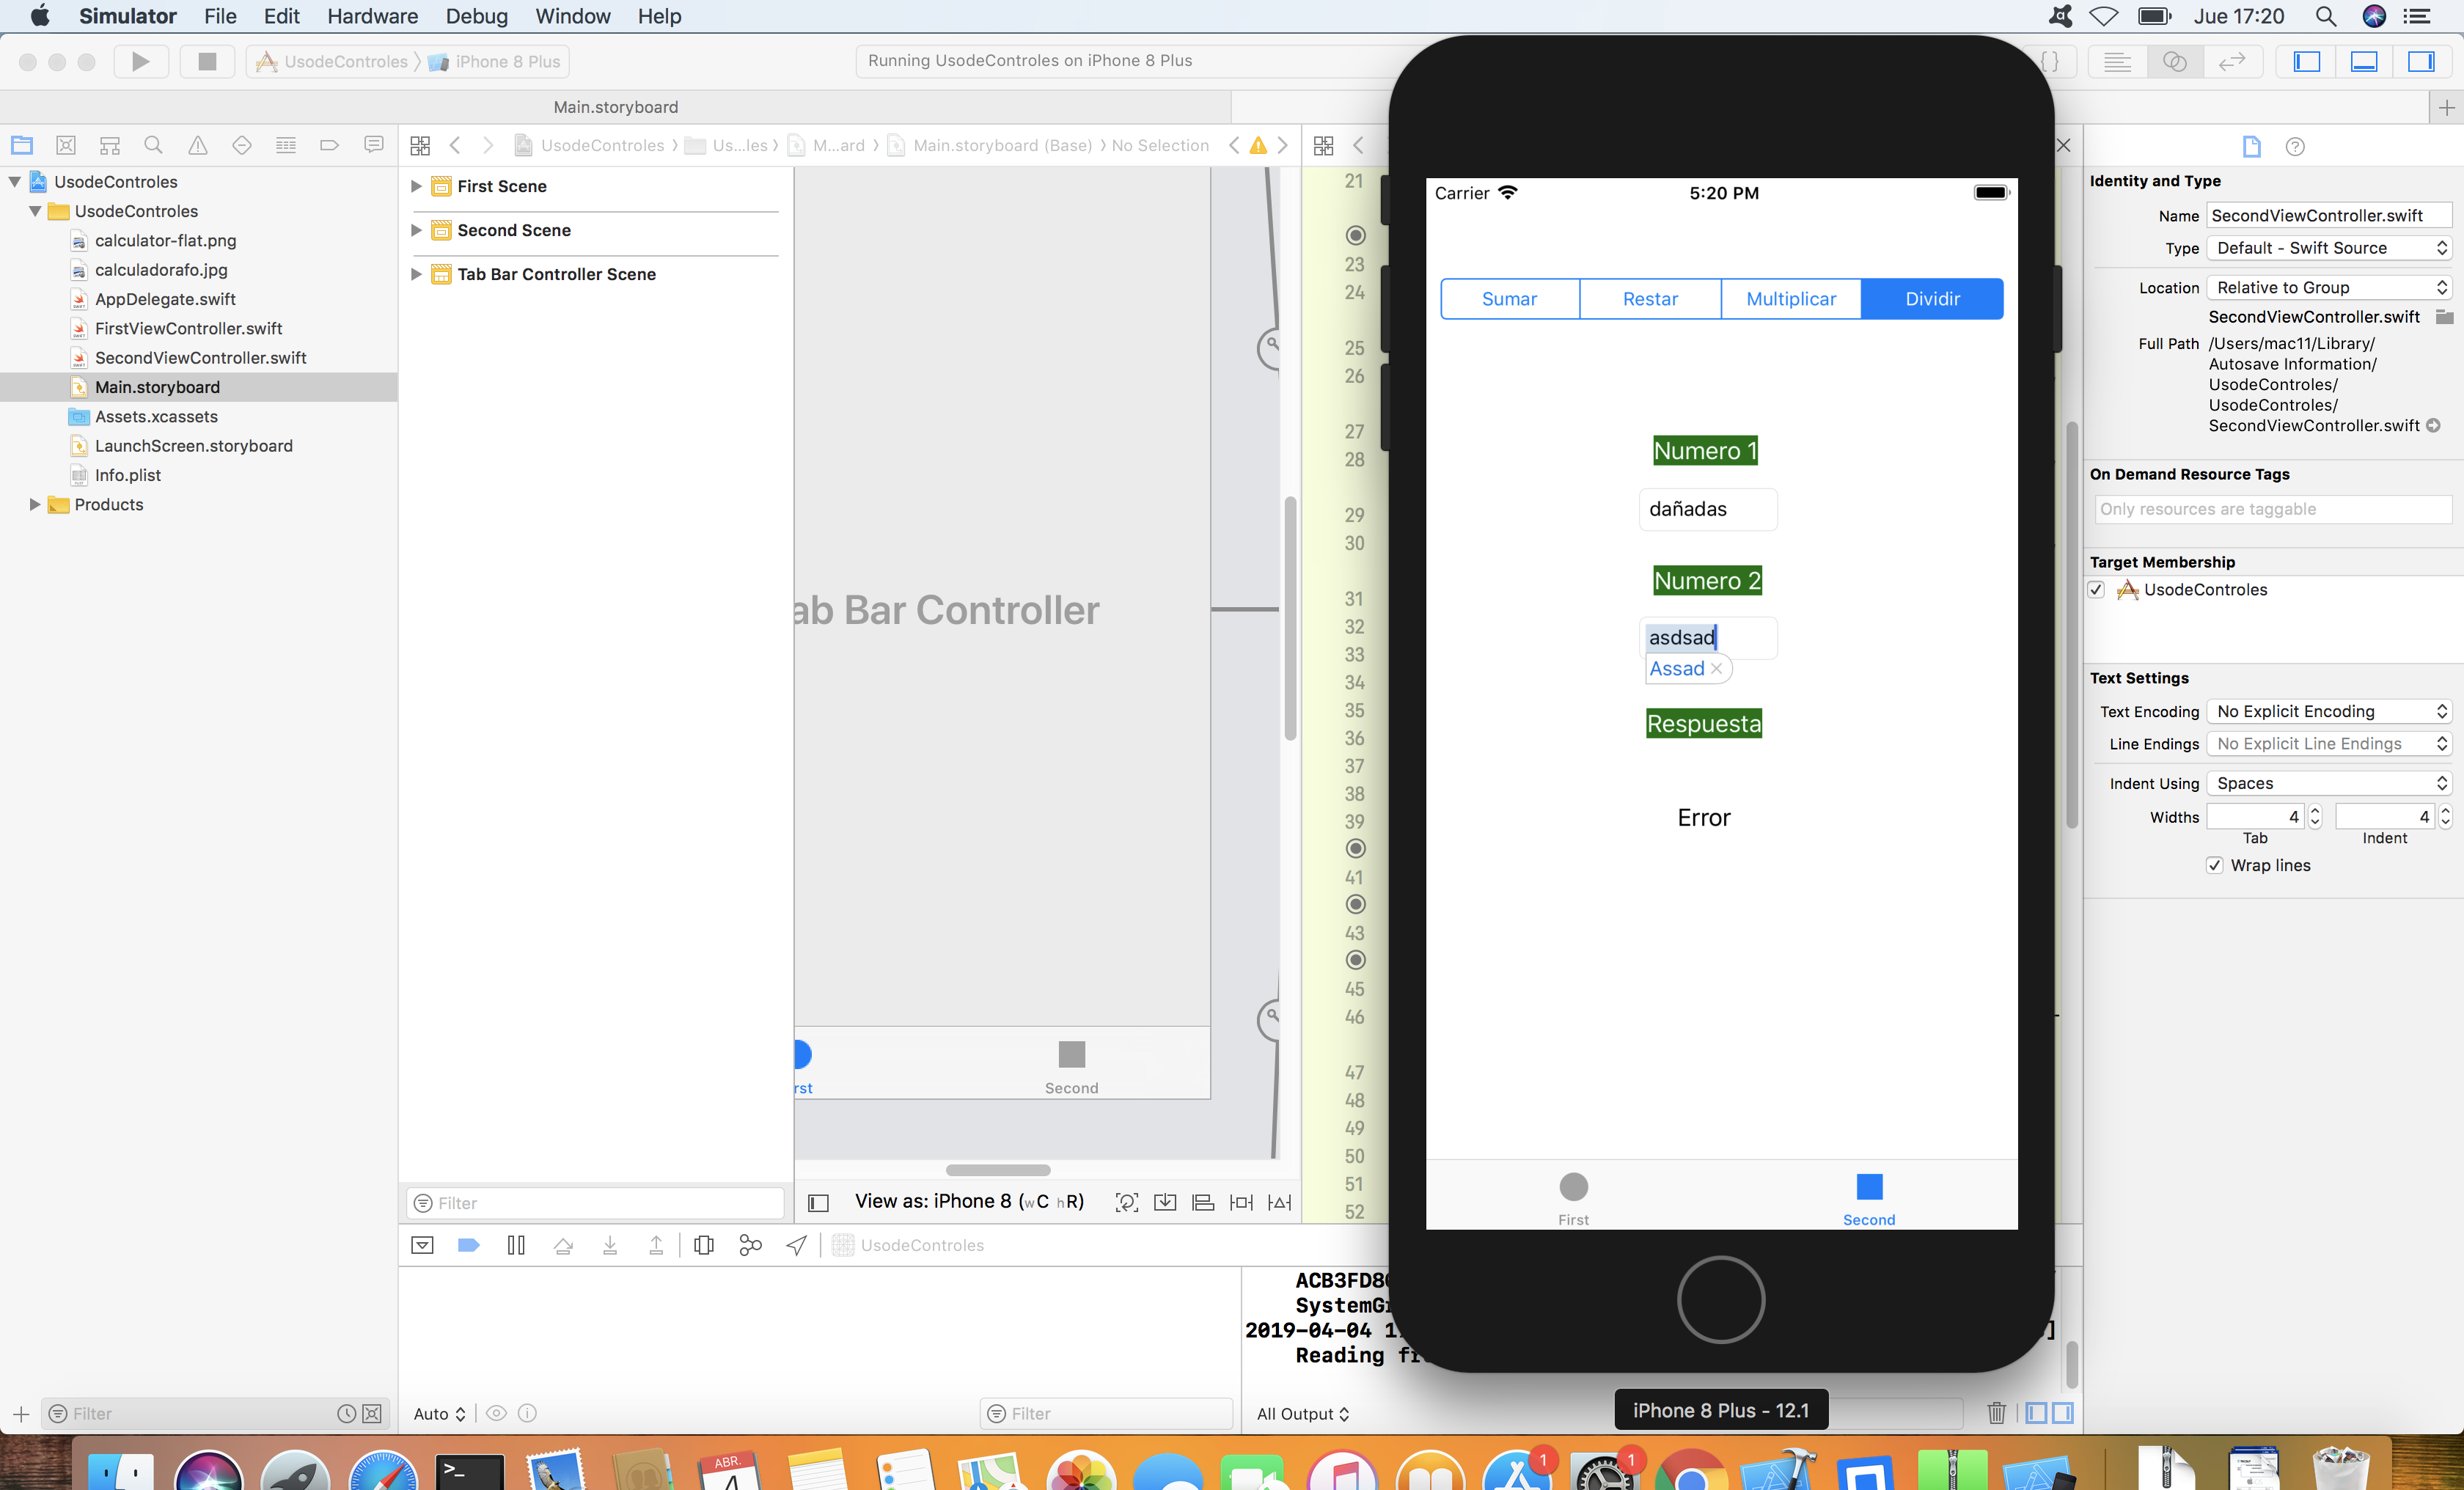 Simulator File Edit Hardware Debug Window Help Jue 17:20
UsodeControles iPhone 8 Plus Running UsodeControles on iPhone 8 Plus
Main.storyboard
UsodeControles Us...les M...ard Main.storyboard (Base) No Selection
UsodeControles
UsodeControles
calculator-flat.png
calculadorafo.jpg
AppDelegate.swift
FirstViewController.swift
SecondViewController.swift
Main.storyboard
Assets.xcassets
LaunchScreen.storyboard
Info.plist
Products
Filter
First Scene
Second Scene
Tab Bar Controller Scene
Filter
ab Bar Controller
rst Second
View as: iPhone 8 (wC hR)
21
23
24
25
26
27
28
29
30
31
32
33
34
35
36
37
38
39
41
43
45
46
47
48
49
50
51
52
Carrier 5:20 PM
Sumar Restar Multiplicar Dividir
Numero 1
dañadas
Numero 2
asdsad
Assad
Respuesta
Error
First Second
iPhone 8 Plus - 12.1
UsodeControles
ACB3FD8
SystemG
2019-04-04 1 ]
Reading fr
Auto Filter All Output
Identity and Type
Name SecondViewController.swift
Type Default - Swift Source
Location Relative to Group
SecondViewController.swift
Full Path /Users/mac11/Library/
Autosave Information/
UsodeControles/
UsodeControles/
SecondViewController.swift
On Demand Resource Tags
Only resources are taggable
Target Membership
UsodeControles
Text Settings
Text Encoding No Explicit Encoding
Line Endings No Explicit Line Endings
Indent Using Spaces
Widths 4 4
Tab Indent
Wrap lines
ABR.
4
1
1